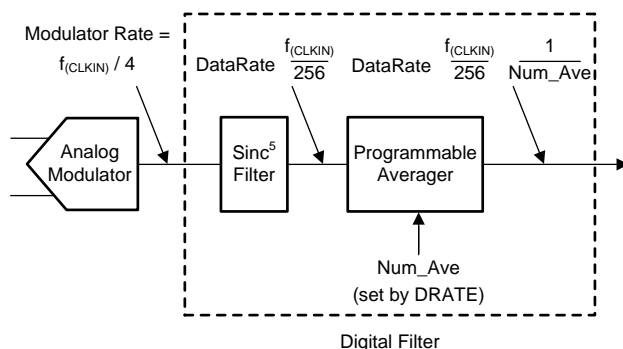 Modulator Rate =
f(CLKIN) / 4
DataRate f(CLKIN)/256
DataRate f(CLKIN)/256 1/Num_Ave
Analog
Modulator
Sinc⁵
Filter
Programmable
Averager
Num_Ave
(set by DRATE)
Digital Filter